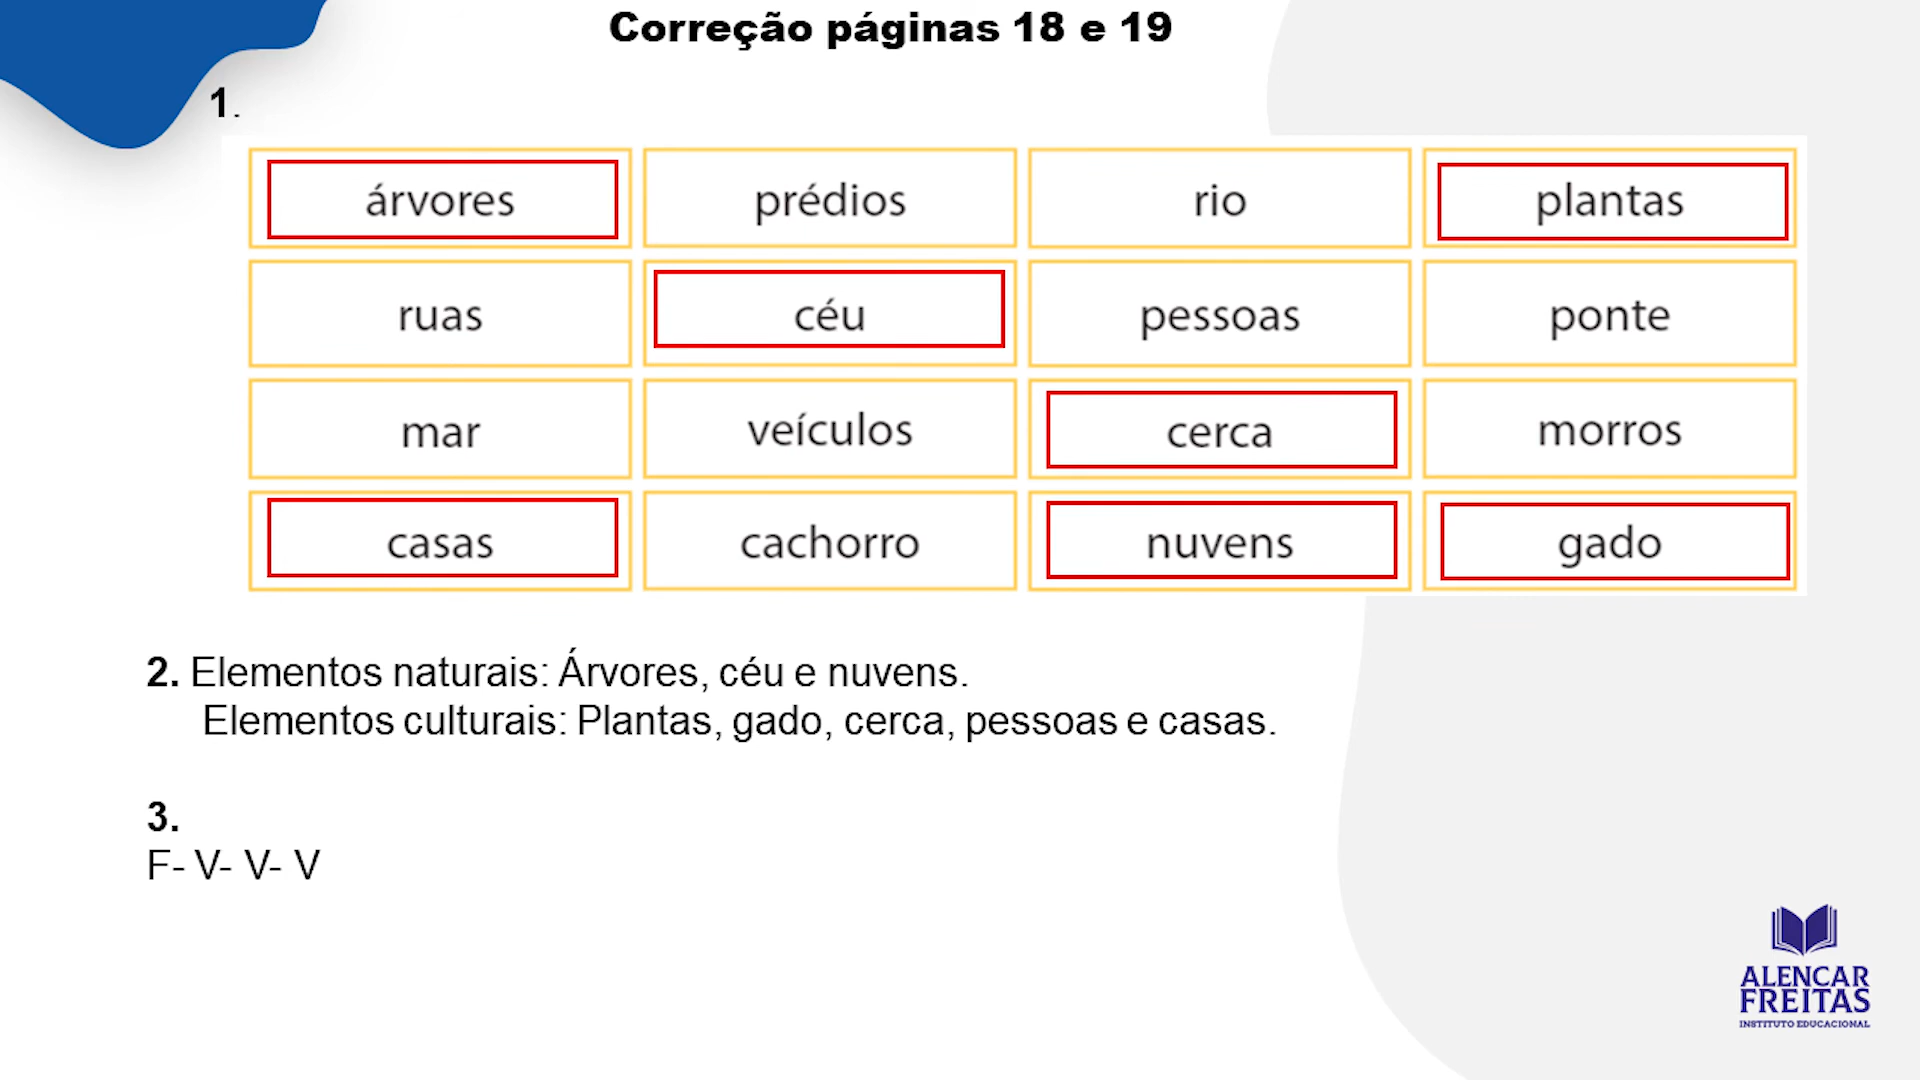 Correção páginas 18 e 19
1.
árvores prédios rio plantas
ruas céu pessoas ponte
mar veículos cerca morros
casas cachorro nuvens gado
2. Elementos naturais: Árvores, céu e nuvens.
Elementos culturais: Plantas, gado, cerca, pessoas e casas.
3.
F- V- V- V
ALENCAR
FREITAS
INSTITUTO EDUCACIONAL